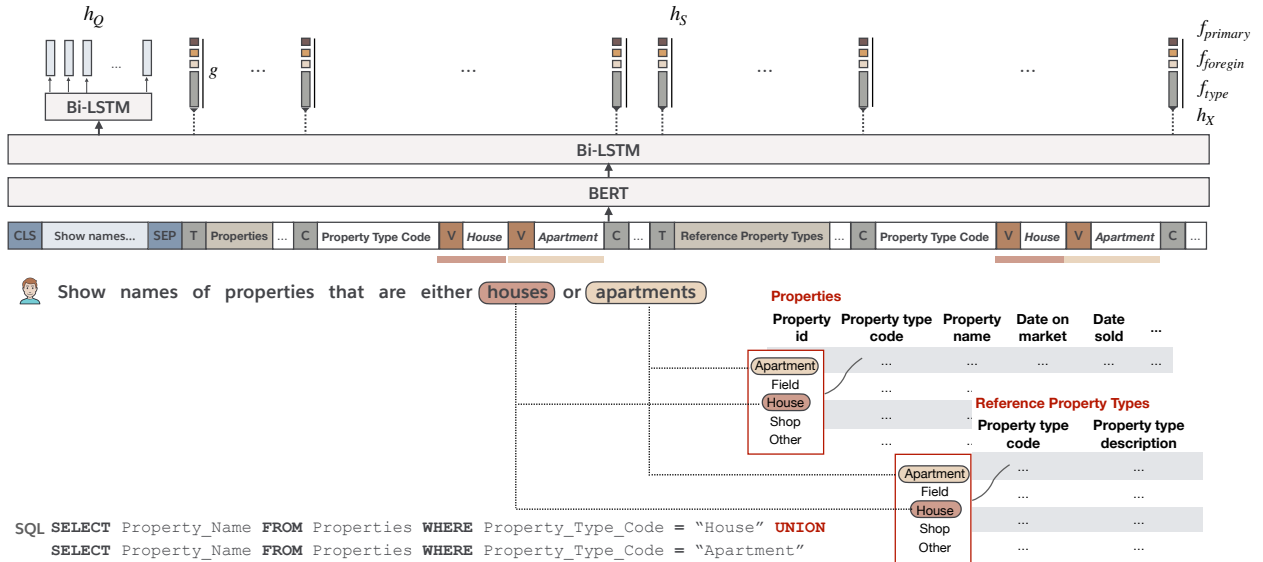 h_Q h_S
f_primary
... g ... ... ... ... f_foregin
f_type
Bi-LSTM h_X
Bi-LSTM
BERT
CLS Show names... SEP T Properties ... C Property Type Code V House V Apartment C ... T Reference Property Types ... C Property Type Code V House V Apartment C ...
Show names of properties that are either houses or apartments
Properties
Property id Property type code Property name Date on market Date sold ...
Apartment ... ... ... ... ...
Field ... ..
House Reference Property Types
... ..
Shop Property type code Property type description
Other ... ..
Apartment ... ...
Field ... ...
House ... ...
Shop
Other ... ...
SQL SELECT Property_Name FROM Properties WHERE Property_Type_Code = “House” UNION
SELECT Property_Name FROM Properties WHERE Property_Type_Code = “Apartment”